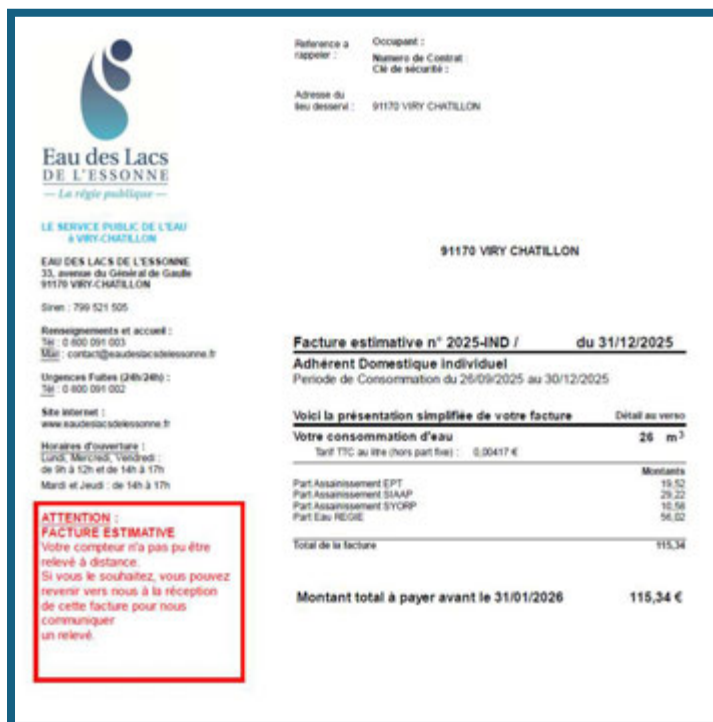 Eau des Lacs
DE L'ESSONNE
— La régie publique —
LE SERVICE PUBLIC DE L'EAU
à VIRY-CHATILLON
EAU DES LACS DE L'ESSONNE
33, avenue du Général de Gaulle
91170 VIRY-CHATILLON
Siren : 799 521 505
Renseignements et accueil :
Tél : 0 800 091 003
Mail : contact@eaudeslacsdelessonne.fr
Urgences Fuites (24h/24h) :
Tél : 0 800 091 002
Site internet :
www.eaudeslacsdelessonne.fr
Horaires d'ouverture :
Lundi, Mercredi, Vendredi :
de 9h à 12h et de 14h à 17h
Mardi et Jeudi : de 14h à 17h
ATTENTION :
FACTURE ESTIMATIVE
Votre compteur n'a pas pu être
relevé à distance.
Si vous le souhaitez, vous pouvez
revenir vers nous à la réception
de cette facture pour nous
communiquer
un relevé.
Reference a
rappeler :
Occupant :
Numero de Contrat :
Clé de sécurité :
Adresse du
lieu desservi : 91170 VIRY CHATILLON
91170 VIRY CHATILLON
Facture estimative n° 2025-IND / du 31/12/2025
Adhérent Domestique individuel
Periode de Consommation du 26/09/2025 au 30/12/2025
Voici la présentation simplifiée de votre facture Détail au verso
Votre consommation d'eau 26 m³
Tarif TTC au litre (hors part fixe) : 0,00417 €
Montants
Part Assainissement EPT 19,52
Part Assainissement SIAAP 29,22
Part Assainissement SYORP 10,58
Part Eau REGIE 56,02
Total de la facture 115,34
Montant total à payer avant le 31/01/2026 115,34 €